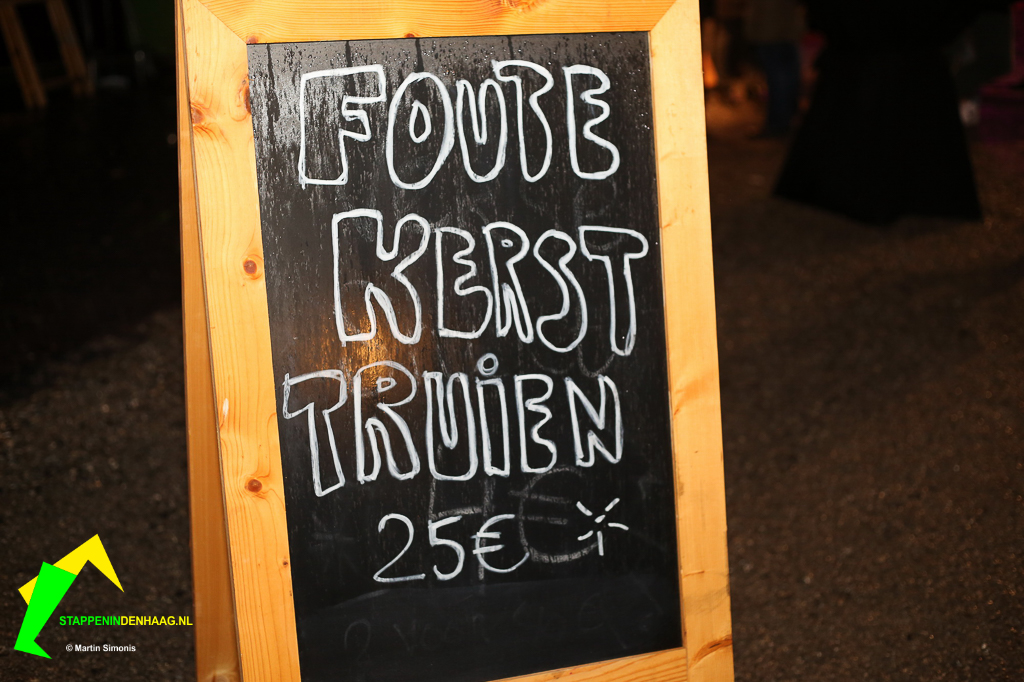 FOUTE
KERST
TRUIEN
25€
STAPPENINDENHAAG.NL
© Martin Simonis